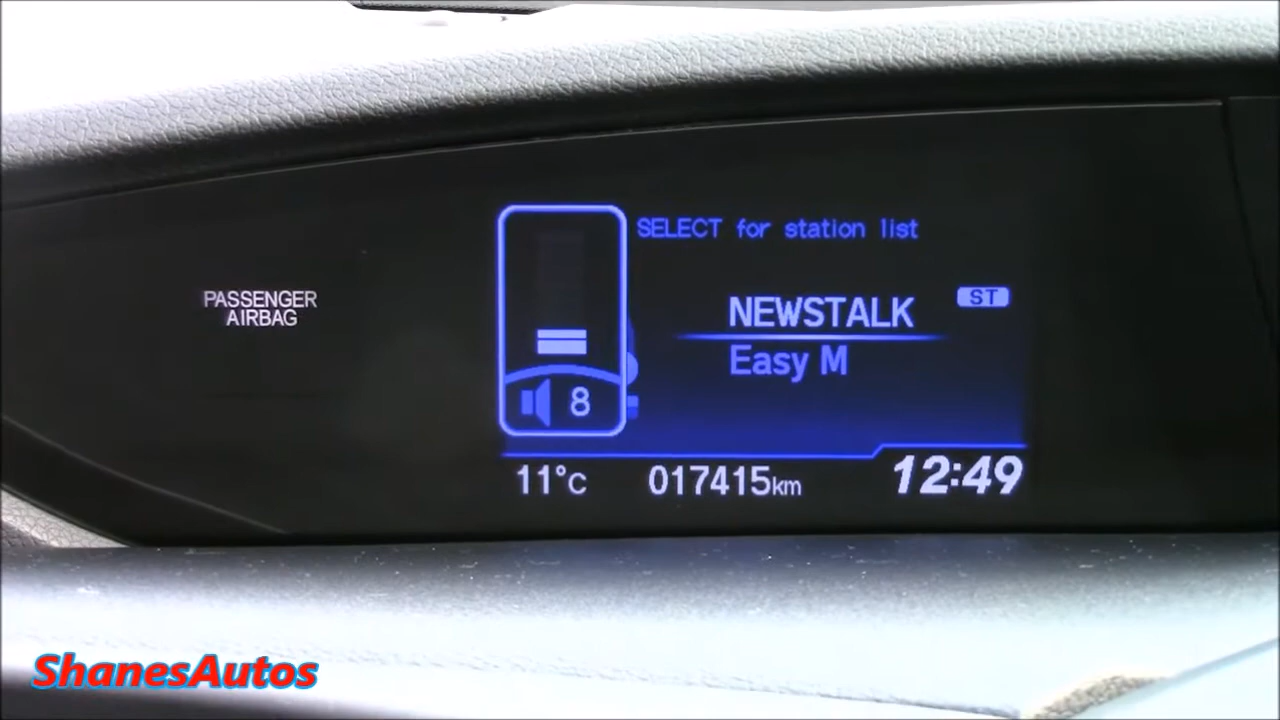 SELECT for station list
PASSENGER
AIRBAG
ST
NEWSTALK
Easy M
8
11°C 017415km 12:49
ShanesAutos